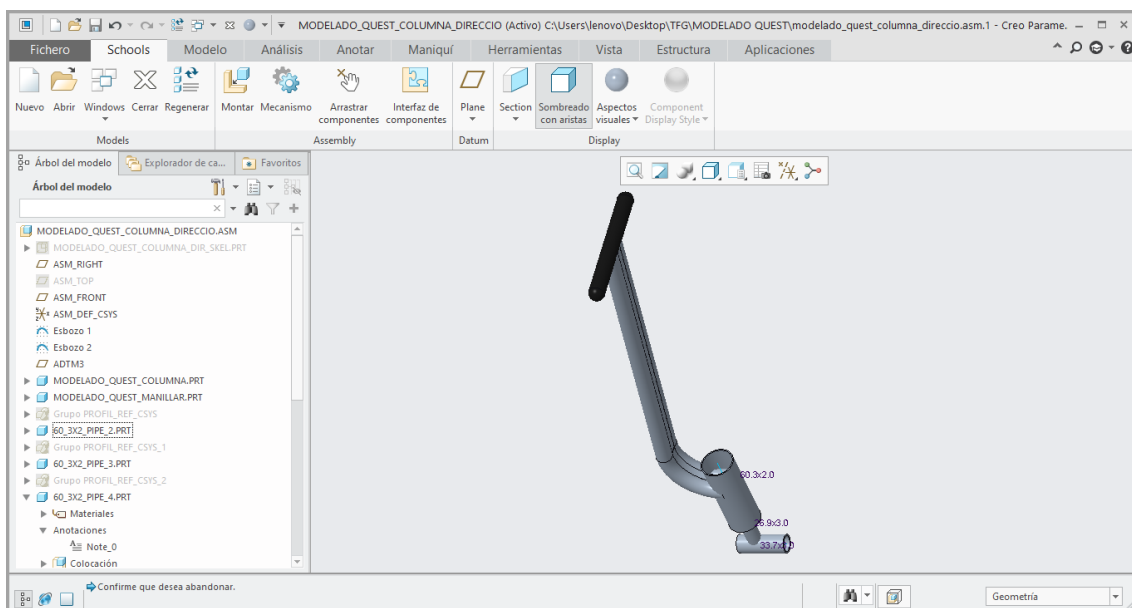 MODELADO_QUEST_COLUMNA_DIRECCIO (Activo) C:\Users\lenovo\Desktop\TFG\MODELADO QUEST\modelado_quest_columna_direccio.asm.1 - Creo Parame.
Fichero Schools Modelo Análisis Anotar Maniquí Herramientas Vista Estructura Aplicaciones
Nuevo Abrir Windows Cerrar Regenerar Montar Mecanismo Arrastrar componentes Interfaz de componentes Plane Section Sombreado con aristas Aspectos visuales Component Display Style
Models Assembly Datum Display
Árbol del modelo Explorador de ca... Favoritos
Árbol del modelo
MODELADO_QUEST_COLUMNA_DIRECCIO.ASM
MODELADO_QUEST_COLUMNA_DIR_SKEL.PRT
ASM_RIGHT
ASM_TOP
ASM_FRONT
ASM_DEF_CSYS
Esbozo 1
Esbozo 2
ADTM3
MODELADO_QUEST_COLUMNA.PRT
MODELADO_QUEST_MANILLAR.PRT
Grupo PROFIL_REF_CSYS
60_3X2_PIPE_2.PRT
Grupo PROFIL_REF_CSYS_1
60_3X2_PIPE_3.PRT
Grupo PROFIL_REF_CSYS_2
60_3X2_PIPE_4.PRT
Materiales
Anotaciones
Note_0
Colocación
60.3x2.0
26.9x3.0
Confirme que desea abandonar.
Geometría